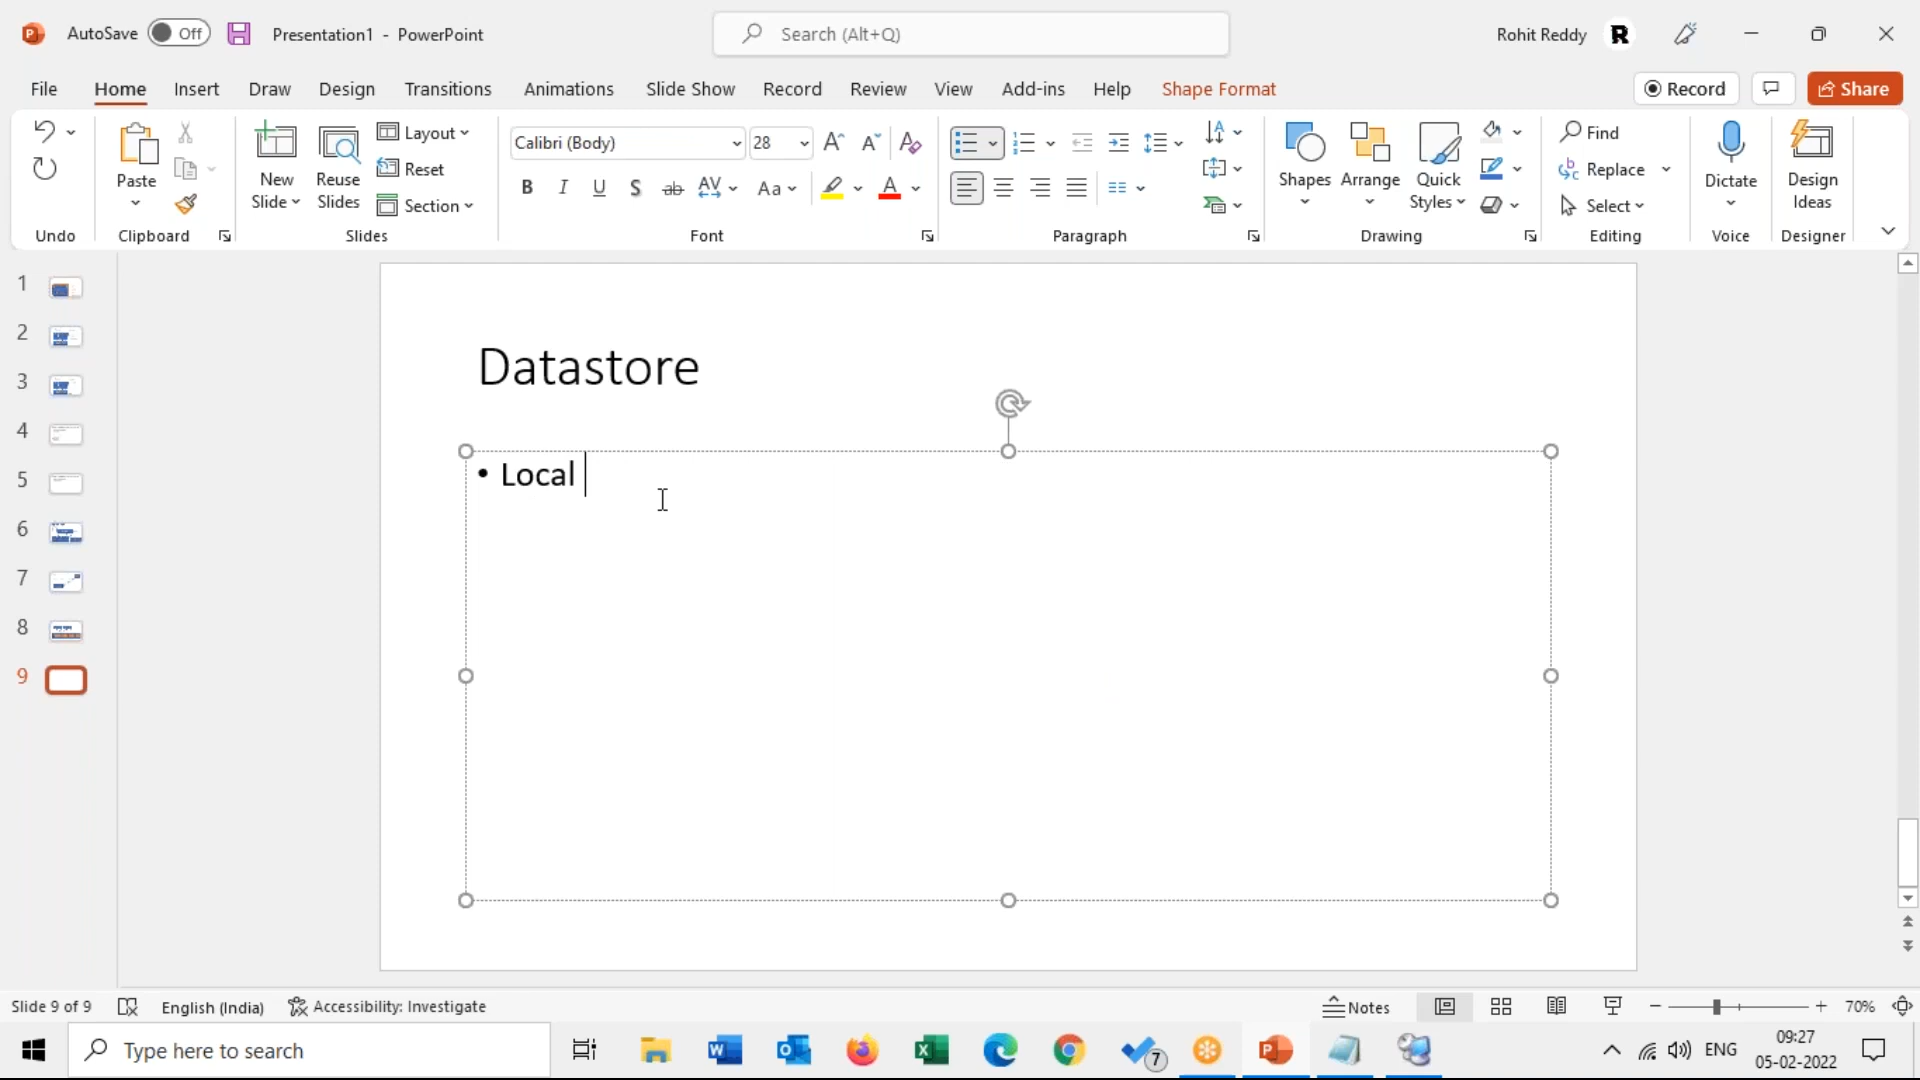 AutoSave Off Presentation1 - PowerPoint Search (Alt+Q) Rohit Reddy
File Home Insert Draw Design Transitions Animations Slide Show Record Review View Add-ins Help Shape Format Record Share
Paste
New Slide
Reuse Slides
Layout
Reset
Section
Calibri (Body) 28
Shapes
Arrange
Quick Styles
Find
Replace
Select
Dictate
Design Ideas
Undo Clipboard Slides Font Paragraph Drawing Editing Voice Designer
1
2
3
4
5
6
7
8
9
Datastore
• Local
Slide 9 of 9 English (India) Accessibility: Investigate Notes 70%
Type here to search 7 ENG 09:27
05-02-2022